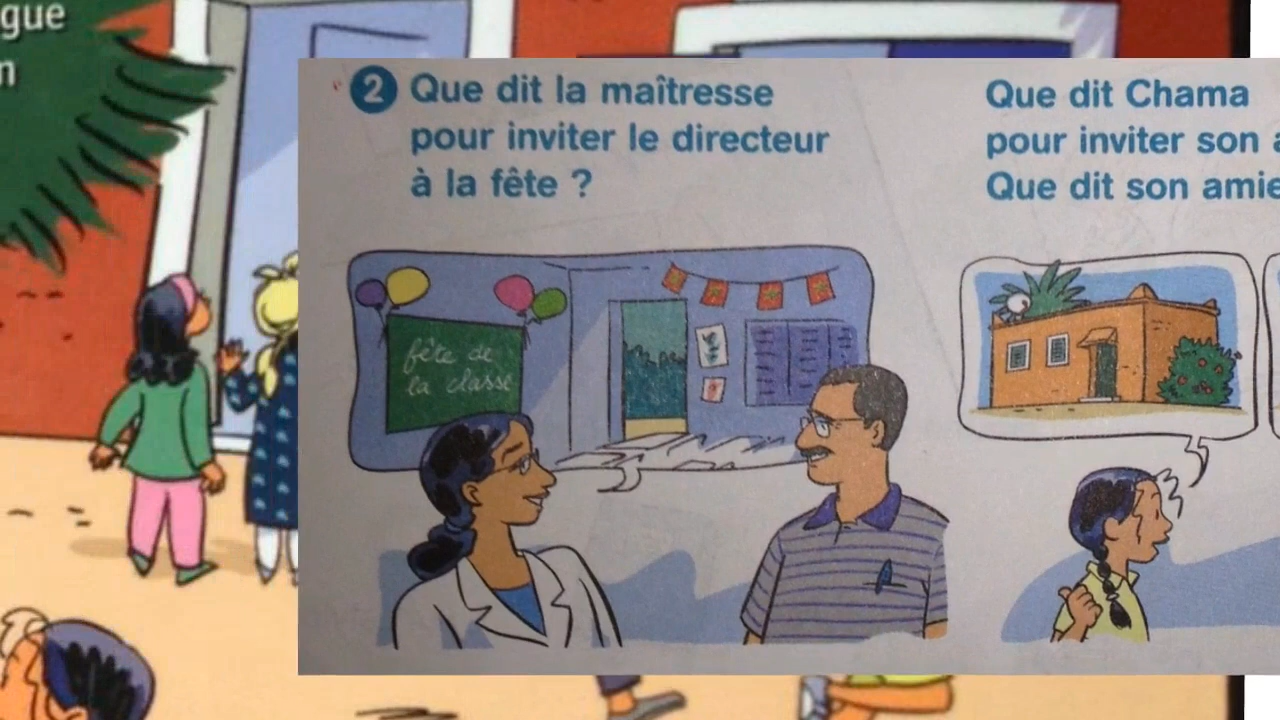 gue
n
2 Que dit la maîtresse
pour inviter le directeur
à la fête ?
Que dit Chama
pour inviter son
Que dit son amie
fête de
la classe